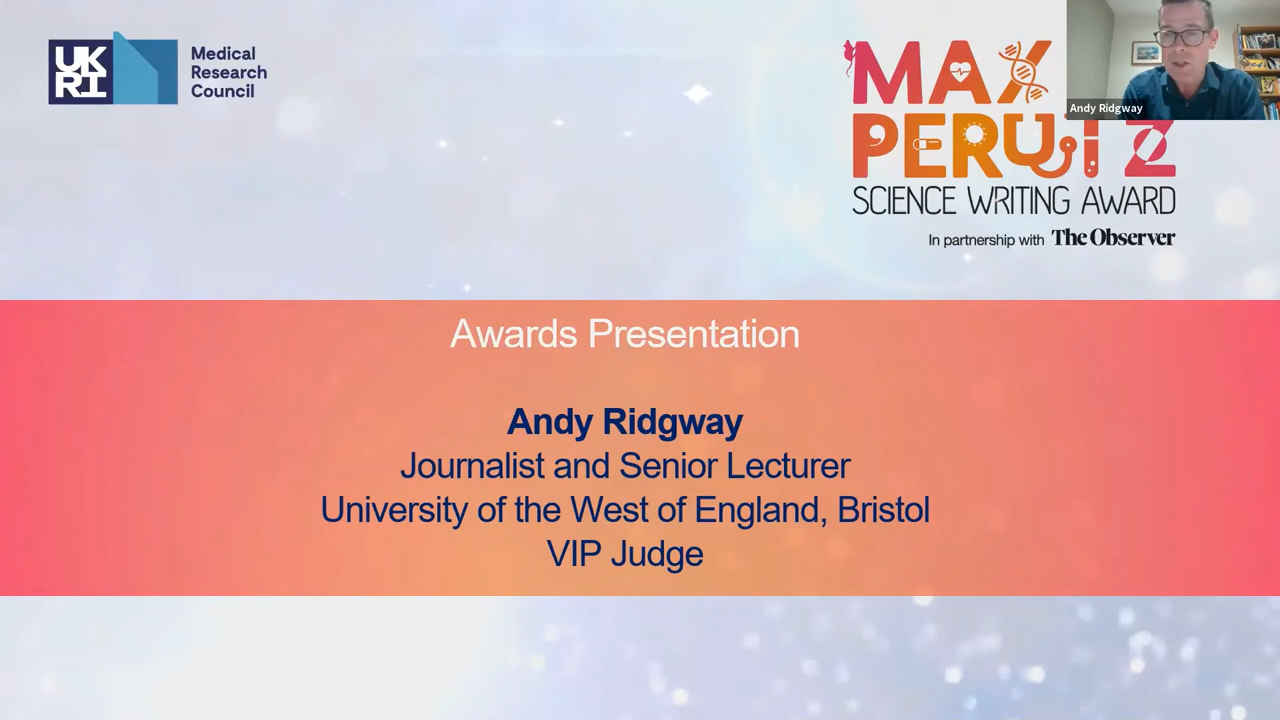 UK
RI
Medical
Research
Council
MAX
PERUTZ
SCIENCE WRITING AWARD
In partnership with The Observer
Andy Ridgway
Awards Presentation
Andy Ridgway
Journalist and Senior Lecturer
University of the West of England, Bristol
VIP Judge